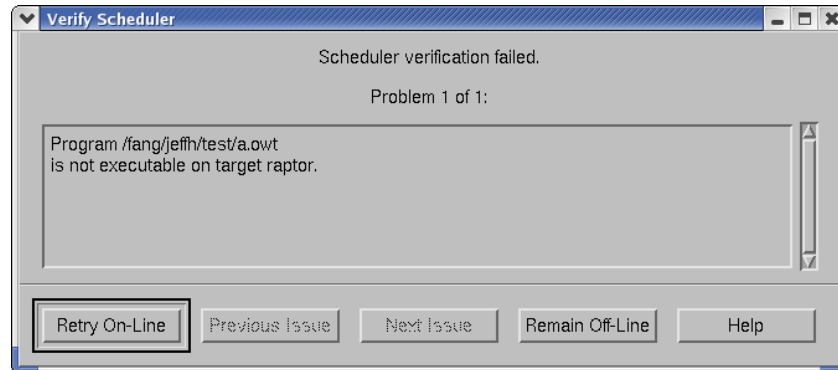 Verify Scheduler
Scheduler verification failed.
Problem 1 of 1:
Program /fang/jeffh/test/a.owt
is not executable on target raptor.
Retry On-Line
Previous Issue
Next Issue
Remain Off-Line
Help